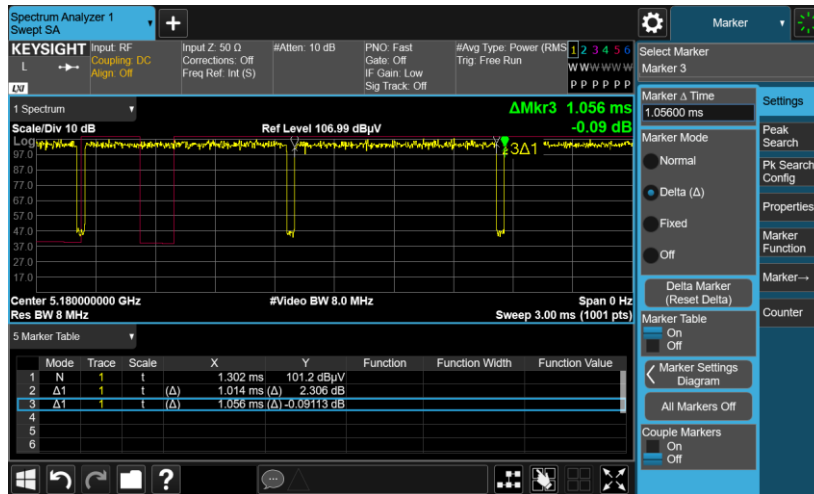 Spectrum Analyzer 1
Swept SA
+
Marker
KEYSIGHT
L
LXI
Input: RF
Coupling: DC
Align: Off
Input Z: 50 Ω
Corrections: Off
Freq Ref: Int (S)
#Atten: 10 dB
PNO: Fast
Gate: Off
IF Gain: Low
Sig Track: Off
#Avg Type: Power (RMS
Trig: Free Run
1 2 3 4 5 6
W W W W W W
P P P P P P
Select Marker
Marker 3
1 Spectrum
ΔMkr3 1.056 ms
Scale/Div 10 dB
Ref Level 106.99 dBµV
-0.09 dB
Log
97.0
87.0
77.0
67.0
57.0
47.0
37.0
27.0
17.0
3Δ1
Center 5.180000000 GHz
#Video BW 8.0 MHz
Span 0 Hz
Res BW 8 MHz
Sweep 3.00 ms (1001 pts)
5 Marker Table
Mode Trace Scale X Y Function Function Width Function Value
1 N 1 t 1.302 ms 101.2 dBµV
2 Δ1 1 t (Δ) 1.014 ms (Δ) 2.306 dB
3 Δ1 1 t (Δ) 1.056 ms (Δ) -0.09113 dB
4
5
6
?
Marker Δ Time
1.05600 ms
Marker Mode
Normal
Delta (Δ)
Fixed
Off
Delta Marker
(Reset Delta)
Marker Table
On
Off
Marker Settings
Diagram
All Markers Off
Couple Markers
On
Off
Settings
Peak
Search
Pk Search
Config
Properties
Marker
Function
Marker→
Counter